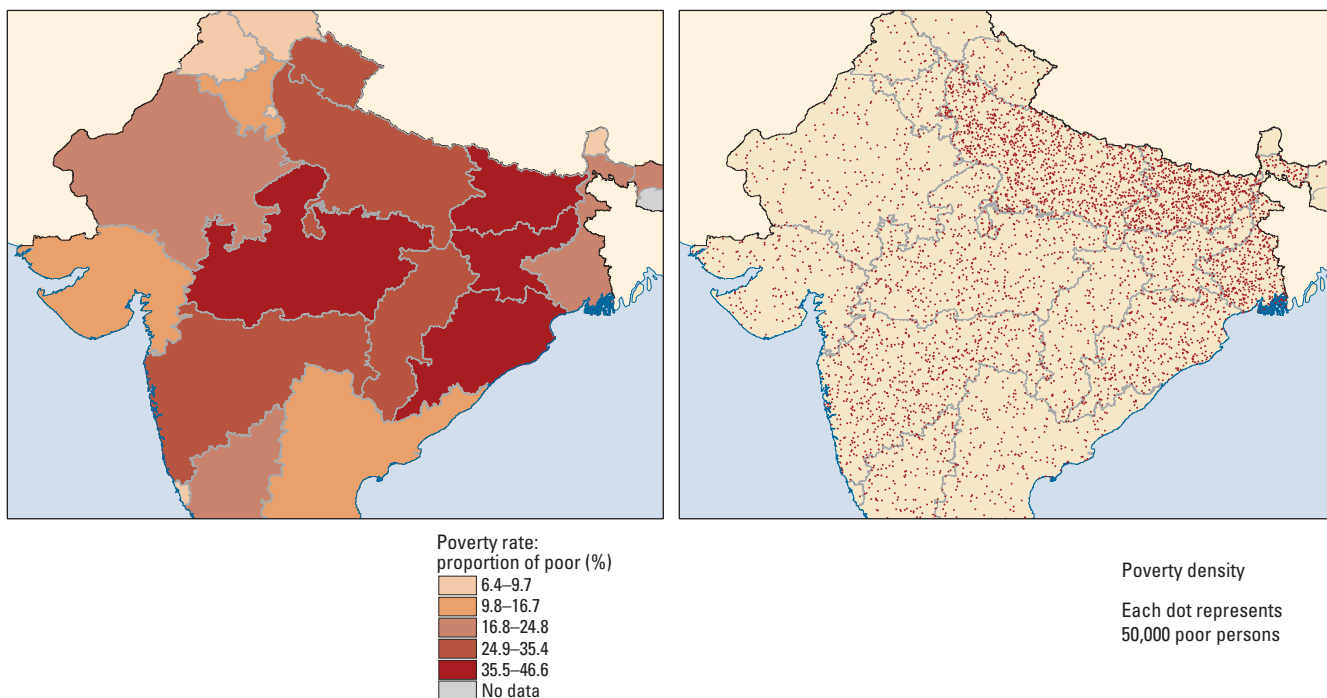 Poverty rate:
proportion of poor (%)
6.4–9.7
9.8–16.7
16.8–24.8
24.9–35.4
35.5–46.6
No data
Poverty density
Each dot represents
50,000 poor persons